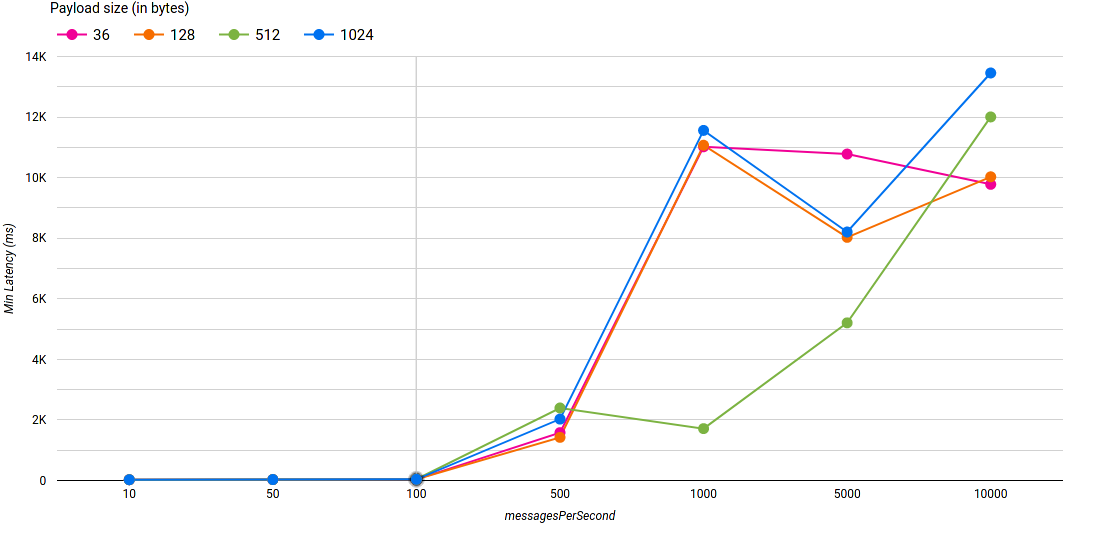 Payload size (in bytes)
36 128 512 1024
14K
12K
10K
8K
6K
4K
2K
0
Min Latency (ms)
10 50 100 500 1000 5000 10000
messagesPerSecond